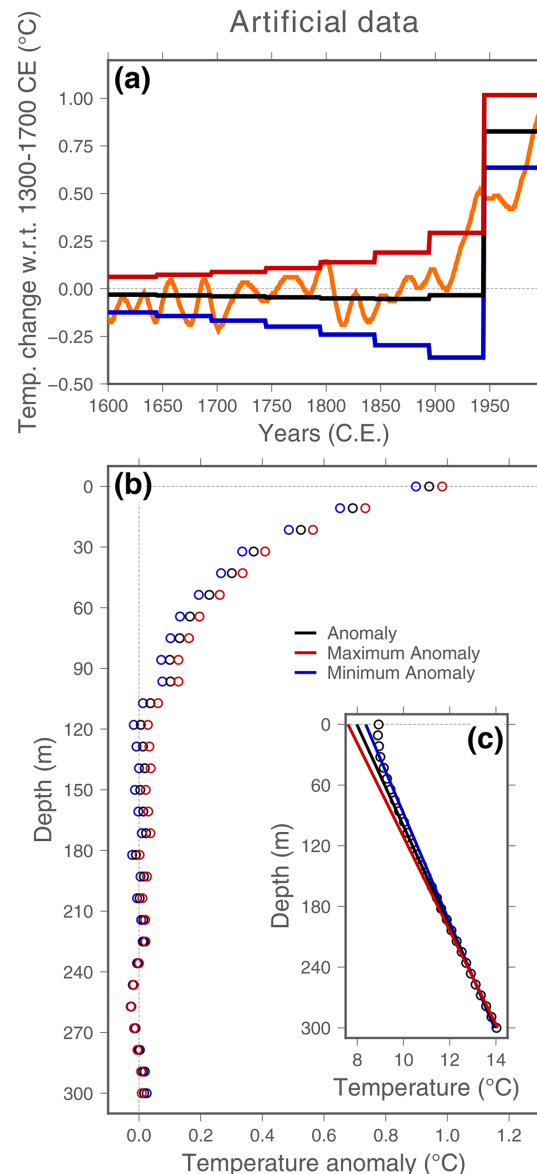 Artificial data
Temp. change w.r.t. 1300-1700 CE (°C)
(a)
1.00
0.75
0.50
0.25
0.00
−0.25
−0.50
1600 1650 1700 1750 1800 1850 1900 1950
Years (C.E.)
(b)
Depth (m)
0
30
60
90
120
150
180
210
240
270
300
Anomaly
Maximum Anomaly
Minimum Anomaly
(c)
Depth (m)
0
60
120
180
240
300
8 10 12 14
Temperature (°C)
0.0 0.2 0.4 0.6 0.8 1.0 1.2
Temperature anomaly (°C)